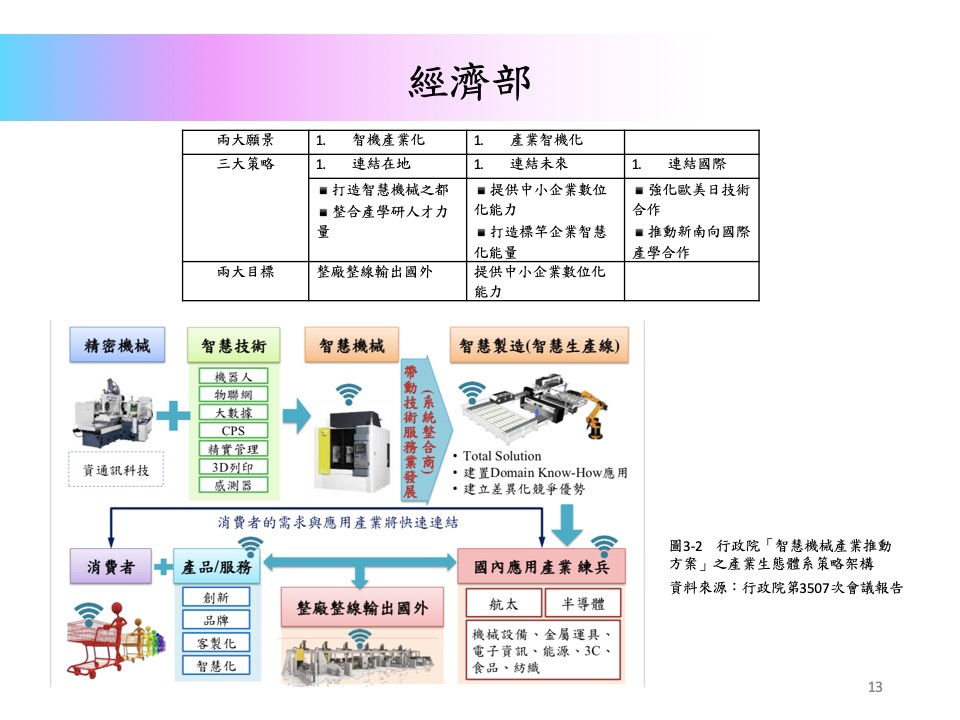 經濟部
兩大願景
1. 智機產業化
1. 產業智機化
三大策略
1. 連結在地
1. 連結未來
1. 連結國際
▪打造智慧機械之都
▪整合產學研人才力
量
▪提供中小企業數位
化能力
▪打造標竿企業智慧
化能量
▪強化歐美日技術
合作
▪推動新南向國際
產學合作
兩大目標
整廠整線輸出國外
提供中小企業數位化
能力
精密機械
智慧技術
智慧機械
智慧製造(智慧生產線)
機器人
物聯網
大數據
CPS
精實管理
3D列印
感測器
資通訊科技
帶動技術服務業發展
(系統整合商)
• Total Solution
• 建置Domain Know-How應用
• 建立差異化競爭優勢
消費者的需求與應用產業將快速連結
消費者
產品/服務
國內應用產業練兵
創新
品牌
客製化
智慧化
整廠整線輸出國外
航太
半導體
機械設備、金屬運具、
電子資訊、能源、3C、
食品、紡織
圖3-2 行政院「智慧機械產業推動
方案」之產業生態體系策略架構
資料來源：行政院第3507次會議報告
13